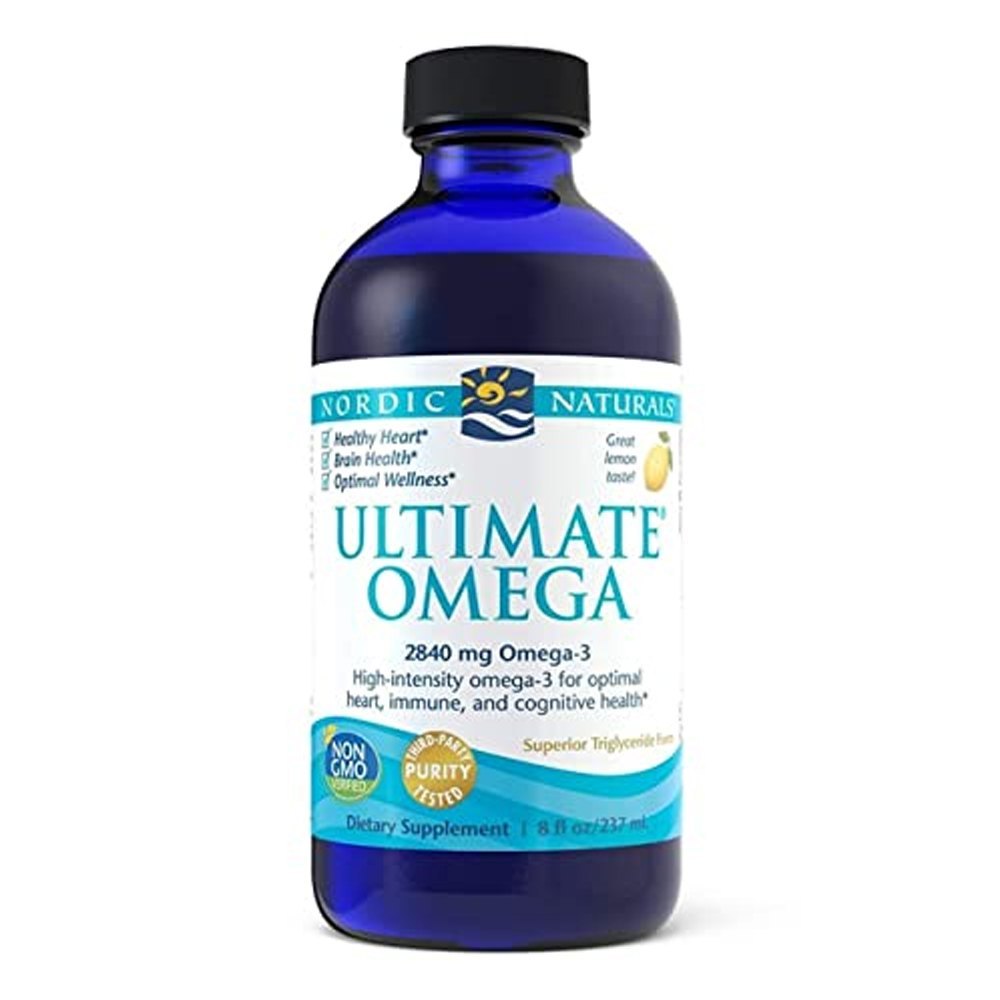 NORDIC NATURALS®
Healthy Heart*
Brain Health*
Optimal Wellness*
Great
lemon
taste!
ULTIMATE®
OMEGA
2840 mg Omega-3
High-intensity omega-3 for optimal
heart, immune, and cognitive health*
Superior Triglyceride Form
NON
GMO
VERIFIED
THIRD-PARTY
PURITY
TESTED
Dietary Supplement | 8 fl oz/237 mL